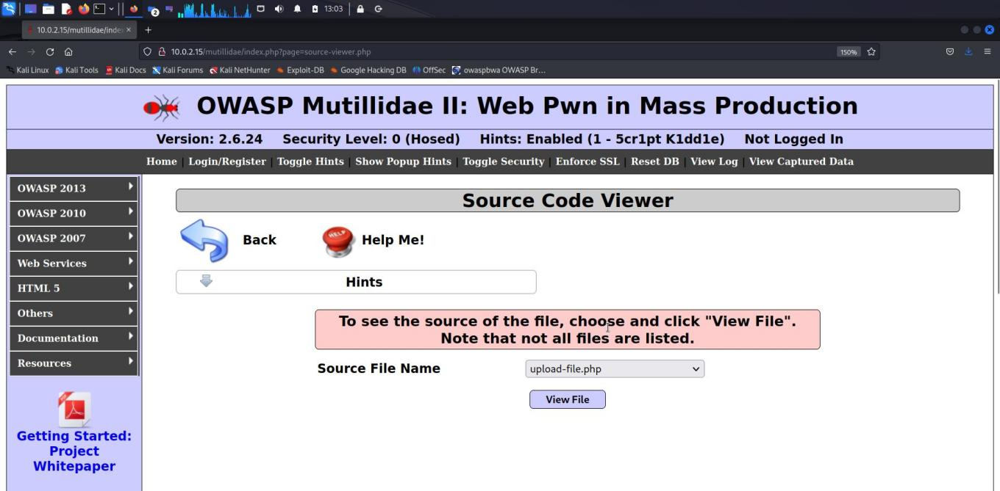 2
13:03
10.0.2.15/mutillidae/inde
10.0.2.15/mutillidae/index.php?page=source-viewer.php
150%
Kali Linux Kali Tools Kali Docs Kali Forums Kali NetHunter Exploit-DB Google Hacking DB OffSec owaspbwa OWASP Br...
OWASP Mutillidae II: Web Pwn in Mass Production
Version: 2.6.24 Security Level: 0 (Hosed) Hints: Enabled (1 - 5cr1pt K1dd1e) Not Logged In
Home | Login/Register | Toggle Hints | Show Popup Hints | Toggle Security | Enforce SSL | Reset DB | View Log | View Captured Data
OWASP 2013
OWASP 2010
OWASP 2007
Web Services
HTML 5
Others
Documentation
Resources
Getting Started:
Project
Whitepaper
Source Code Viewer
Back
HELP
Help Me!
Hints
To see the source of the file, choose and click "View File".
Note that not all files are listed.
Source File Name
upload-file.php
View File